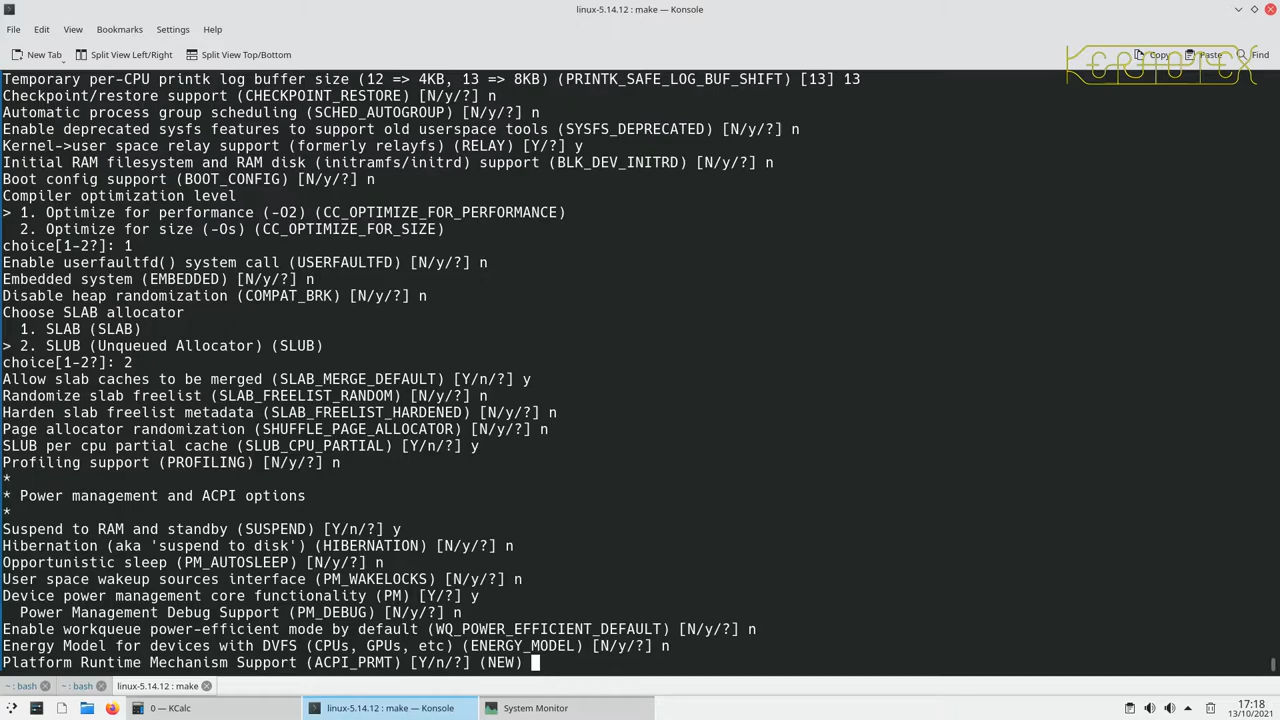 linux-5.14.12 : make — Konsole
File Edit View Bookmarks Settings Help
New Tab Split View Left/Right Split View Top/Bottom Copy Paste Find
Temporary per-CPU printk log buffer size (12 => 4KB, 13 => 8KB) (PRINTK_SAFE_LOG_BUF_SHIFT) [13] 13
Checkpoint/restore support (CHECKPOINT_RESTORE) [N/y/?] n
Automatic process group scheduling (SCHED_AUTOGROUP) [N/y/?] n
Enable deprecated sysfs features to support old userspace tools (SYSFS_DEPRECATED) [N/y/?] n
Kernel->user space relay support (formerly relayfs) (RELAY) [Y/?] y
Initial RAM filesystem and RAM disk (initramfs/initrd) support (BLK_DEV_INITRD) [N/y/?] n
Boot config support (BOOT_CONFIG) [N/y/?] n
Compiler optimization level
> 1. Optimize for performance (-O2) (CC_OPTIMIZE_FOR_PERFORMANCE)
2. Optimize for size (-Os) (CC_OPTIMIZE_FOR_SIZE)
choice[1-2?]: 1
Enable userfaultfd() system call (USERFAULTFD) [N/y/?] n
Embedded system (EMBEDDED) [N/y/?] n
Disable heap randomization (COMPAT_BRK) [N/y/?] n
Choose SLAB allocator
1. SLAB (SLAB)
> 2. SLUB (Unqueued Allocator) (SLUB)
choice[1-2?]: 2
Allow slab caches to be merged (SLAB_MERGE_DEFAULT) [Y/n/?] y
Randomize slab freelist (SLAB_FREELIST_RANDOM) [N/y/?] n
Harden slab freelist metadata (SLAB_FREELIST_HARDENED) [N/y/?] n
Page allocator randomization (SHUFFLE_PAGE_ALLOCATOR) [N/y/?] n
SLUB per cpu partial cache (SLUB_CPU_PARTIAL) [Y/n/?] y
Profiling support (PROFILING) [N/y/?] n
*
* Power management and ACPI options
*
Suspend to RAM and standby (SUSPEND) [Y/n/?] y
Hibernation (aka 'suspend to disk') (HIBERNATION) [N/y/?] n
Opportunistic sleep (PM_AUTOSLEEP) [N/y/?] n
User space wakeup sources interface (PM_WAKELOCKS) [N/y/?] n
Device power management core functionality (PM) [Y/?] y
Power Management Debug Support (PM_DEBUG) [N/y/?] n
Enable workqueue power-efficient mode by default (WQ_POWER_EFFICIENT_DEFAULT) [N/y/?] n
Energy Model for devices with DVFS (CPUs, GPUs, etc) (ENERGY_MODEL) [N/y/?] n
Platform Runtime Mechanism Support (ACPI_PRMT) [Y/n/?] (NEW)
~ : bash ~ : bash linux-5.14.12 : make
0 — KCalc linux-5.14.12 : make — Konsole System Monitor 17:18
13/10/2021